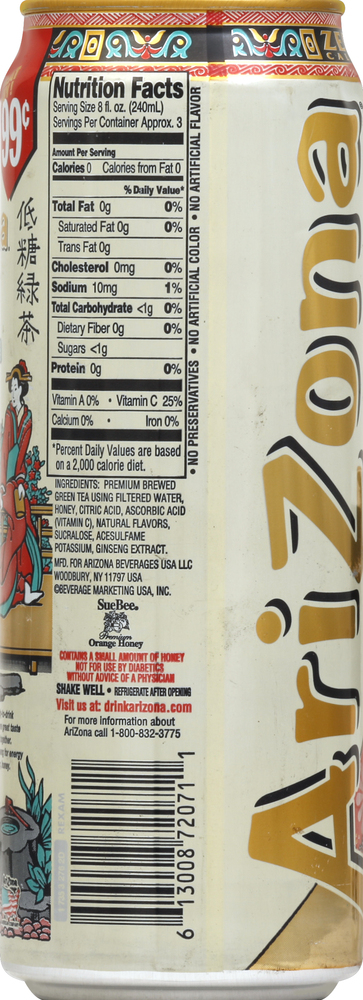 99¢
低
糖
緑
茶
Nutrition Facts
Serving Size 8 fl. oz. (240mL)
Servings Per Container Approx. 3
Amount Per Serving
Calories 0 Calories from Fat 0
% Daily Value*
Total Fat 0g 0%
Saturated Fat 0g 0%
Trans Fat 0g
Cholesterol 0mg 0%
Sodium 10mg 1%
Total Carbohydrate <1g 0%
Dietary Fiber 0g 0%
Sugars <1g
Protein 0g 0%
Vitamin A 0% • Vitamin C 25%
Calcium 0% • Iron 0%
*Percent Daily Values are based
on a 2,000 calorie diet.
• NO PRESERVATIVES • NO ARTIFICIAL COLOR • NO ARTIFICIAL FLAVOR
INGREDIENTS: PREMIUM BREWED
GREEN TEA USING FILTERED WATER,
HONEY, CITRIC ACID, ASCORBIC ACID
(VITAMIN C), NATURAL FLAVORS,
SUCRALOSE, ACESULFAME
POTASSIUM, GINSENG EXTRACT.
MFD. FOR ARIZONA BEVERAGES USA LLC
WOODBURY, NY 11797 USA
©BEVERAGE MARKETING USA, INC.
SueBee®
Premium
Orange Honey
CONTAINS A SMALL AMOUNT OF HONEY
NOT FOR USE BY DIABETICS
WITHOUT ADVICE OF A PHYSICIAN
SHAKE WELL • REFRIGERATE AFTER OPENING
Visit us at: drinkarizona.com
For more information about
AriZona call 1-800-832-3775
REXAM
6 13008 72071 1
AriZona